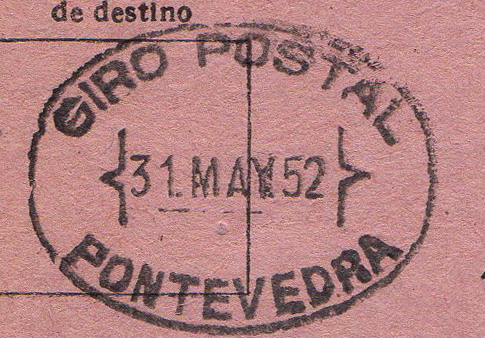 de destino
GIRO POSTAL
{31.MAY.52}
PONTEVEDRA